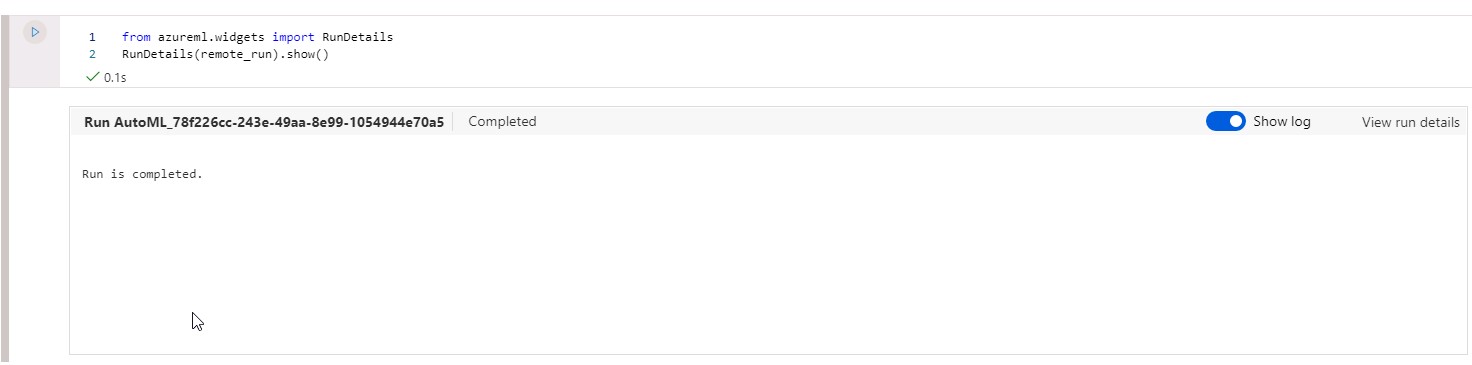 1 from azureml.widgets import RunDetails
2 RunDetails(remote_run).show()
0.1s
Run AutoML_78f226cc-243e-49aa-8e99-1054944e70a5 Completed Show log View run details
Run is completed.